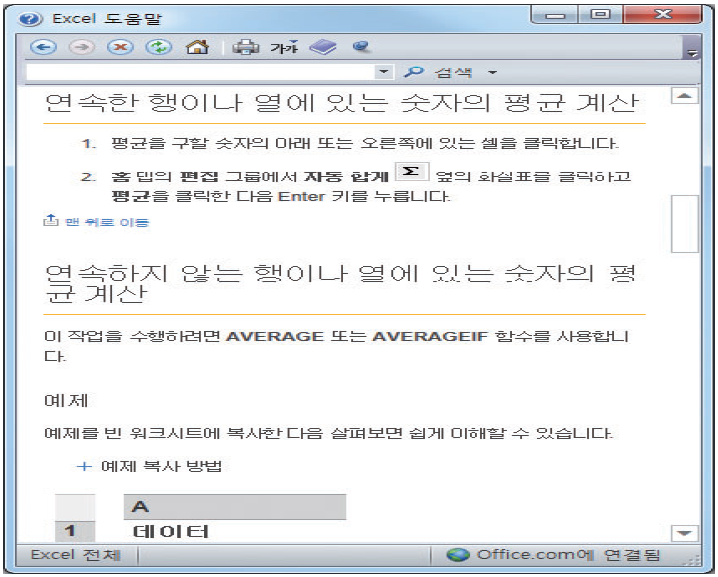 Excel 도움말
가가
검색
연속한 행이나 열에 있는 숫자의 평균 계산
1. 평균을 구할 숫자의 아래 또는 오른쪽에 있는 셀을 클릭합니다.
2. 홈 탭의 편집 그룹에서 자동 합계 Σ 옆의 화살표를 클릭하고
평균을 클릭한 다음 Enter 키를 누릅니다.
맨 위로 이동
연속하지 않는 행이나 열에 있는 숫자의 평
균 계산
이 작업을 수행하려면 AVERAGE 또는 AVERAGEIF 함수를 사용합니
다.
예제
예제를 빈 워크시트에 복사한 다음 살펴보면 쉽게 이해할 수 있습니다.
+ 예제 복사 방법
A
1 데이터
Excel 전체 Office.com에 연결됨